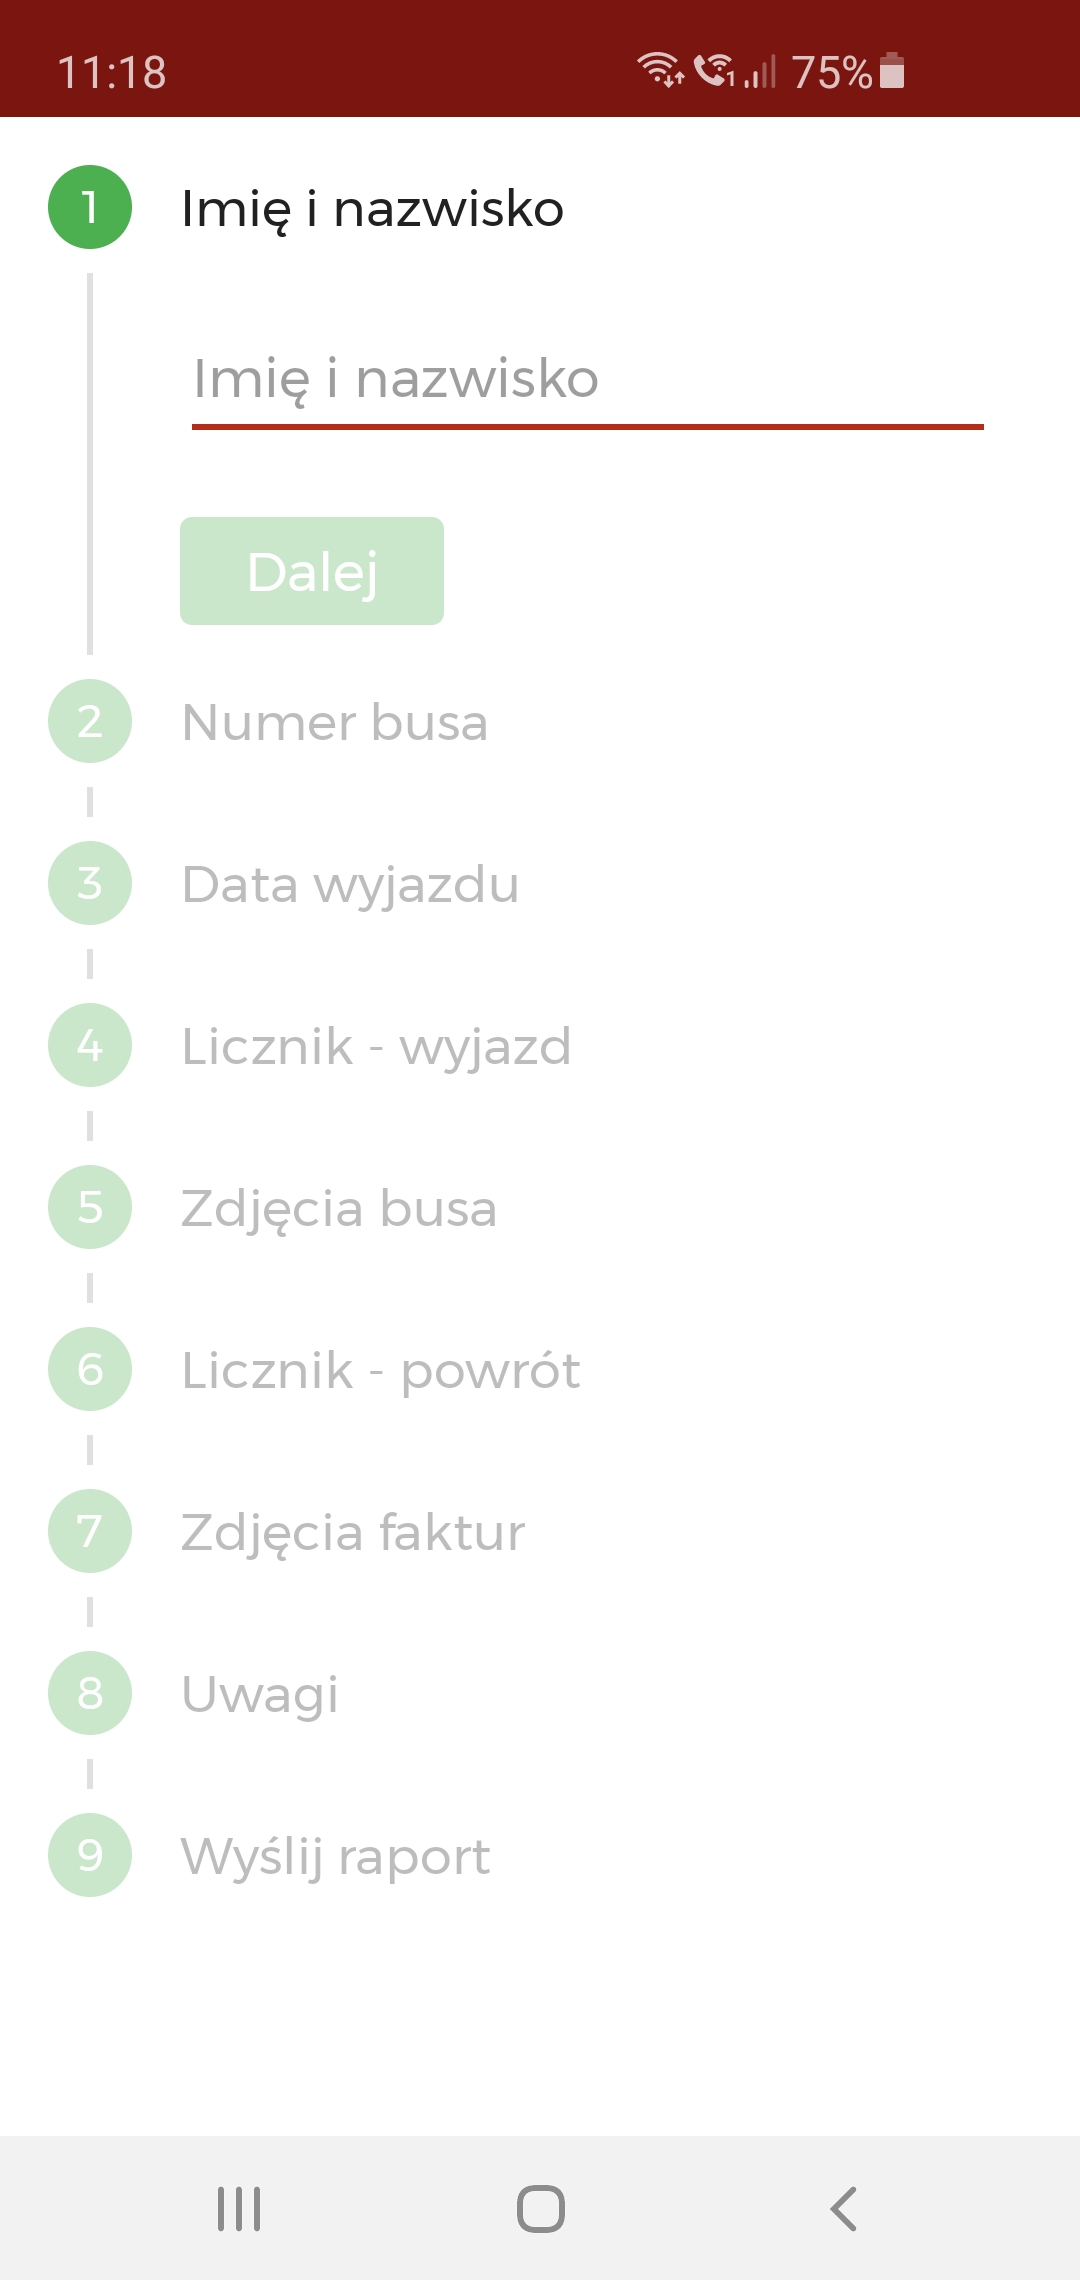 11:18 1 75%
1 Imię i nazwisko
Imię i nazwisko
Dalej
2 Numer busa
3 Data wyjazdu
4 Licznik - wyjazd
5 Zdjęcia busa
6 Licznik - powrót
7 Zdjęcia faktur
8 Uwagi
9 Wyślij raport